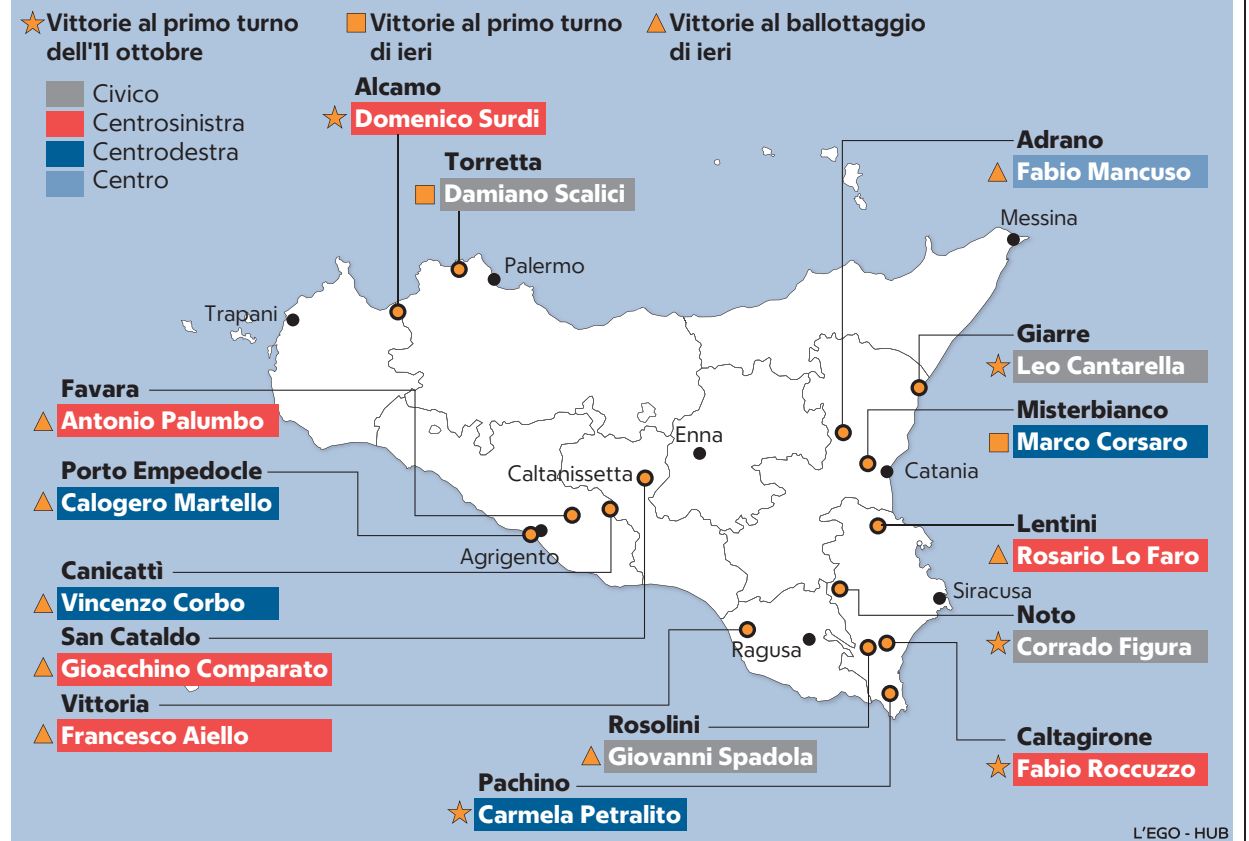 Vittorie al primo turno
dell'11 ottobre
Vittorie al primo turno
di ieri
Vittorie al ballottaggio
di ieri
Civico
Centrosinistra
Centrodestra
Centro
Alcamo
Domenico Surdi
Torretta
Damiano Scalici
Adrano
Fabio Mancuso
Messina
Palermo
Trapani
Giarre
Leo Cantarella
Favara
Antonio Palumbo
Misterbianco
Marco Corsaro
Enna
Caltanissetta
Catania
Porto Empedocle
Calogero Martello
Lentini
Rosario Lo Faro
Agrigento
Canicattì
Vincenzo Corbo
Siracusa
Noto
Corrado Figura
San Cataldo
Gioacchino Comparato
Ragusa
Vittoria
Francesco Aiello
Rosolini
Giovanni Spadola
Caltagirone
Fabio Roccuzzo
Pachino
Carmela Petralito
L'EGO - HUB